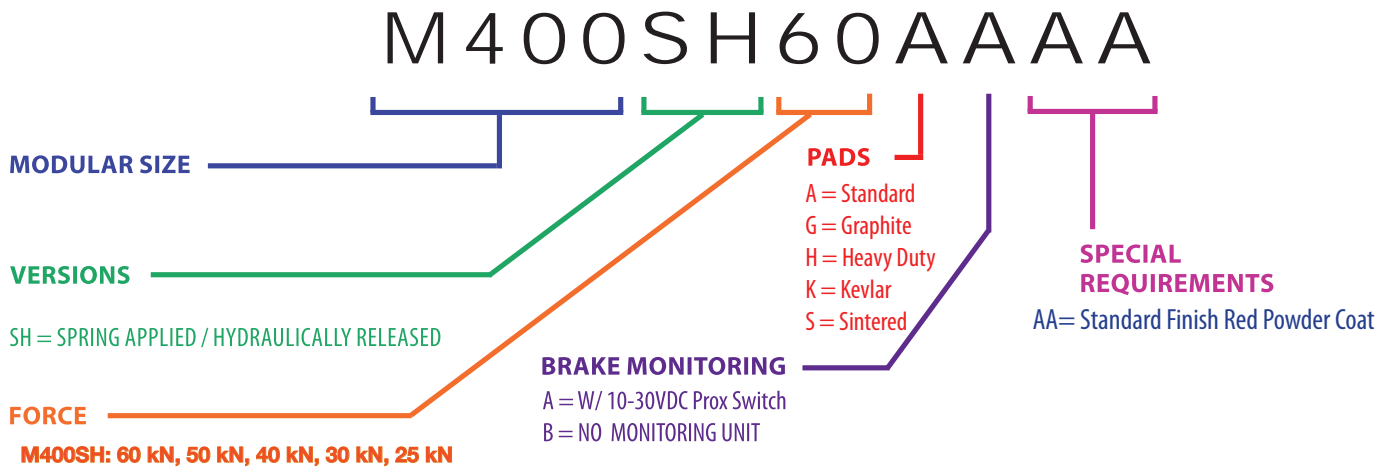 M400SH60AAAA
MODULAR SIZE
VERSIONS
SH = SPRING APPLIED / HYDRAULICALLY RELEASED
FORCE
M400SH: 60 kN, 50 kN, 40 kN, 30 kN, 25 kN
PADS
A = Standard
G = Graphite
H = Heavy Duty
K = Kevlar
S = Sintered
BRAKE MONITORING
A = W/ 10-30VDC Prox Switch
B = NO MONITORING UNIT
SPECIAL
REQUIREMENTS
AA= Standard Finish Red Powder Coat